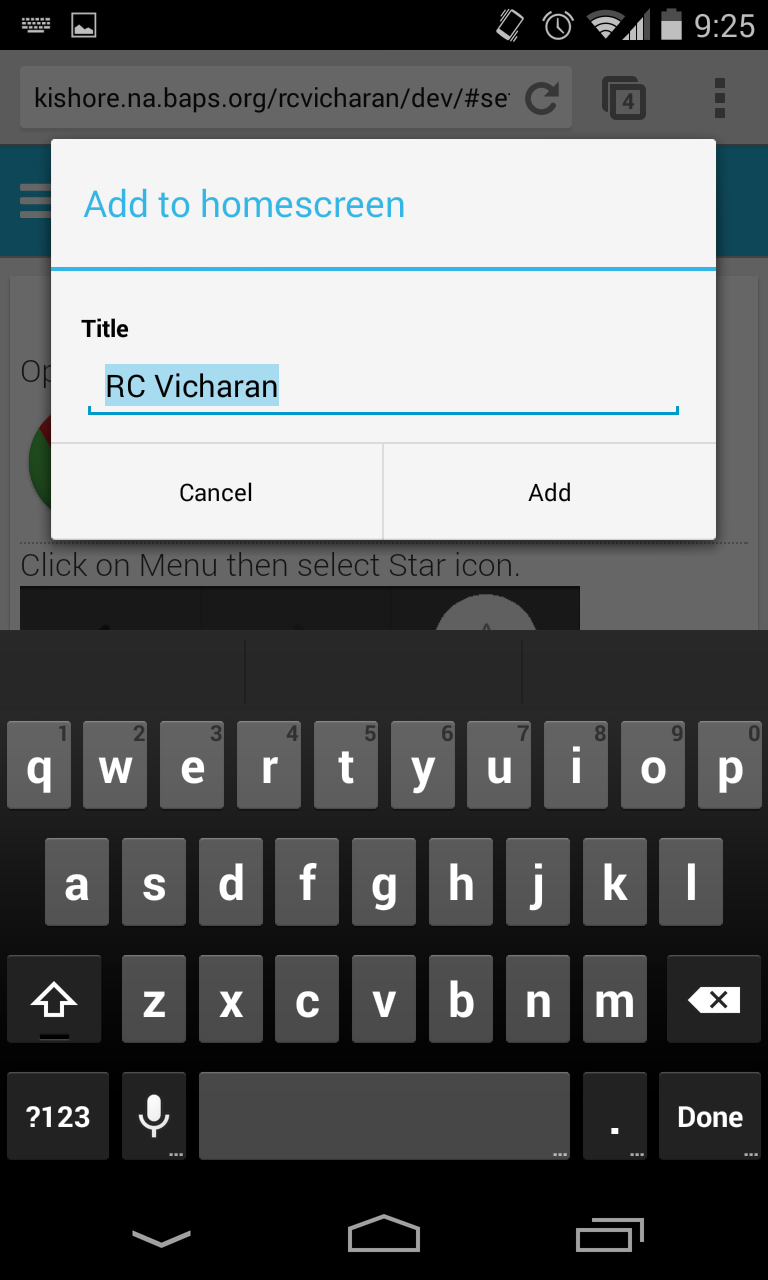 9:25
kishore.na.baps.org/rcvicharan/dev/#se
4
Add to homescreen
Title
Op
RC Vicharan
Cancel Add
Click on Menu then select Star icon.
1 2 3 4 5 6 7 8 9 0
q w e r t y u i o p
a s d f g h j k l
z x c v b n m
?123 . Done